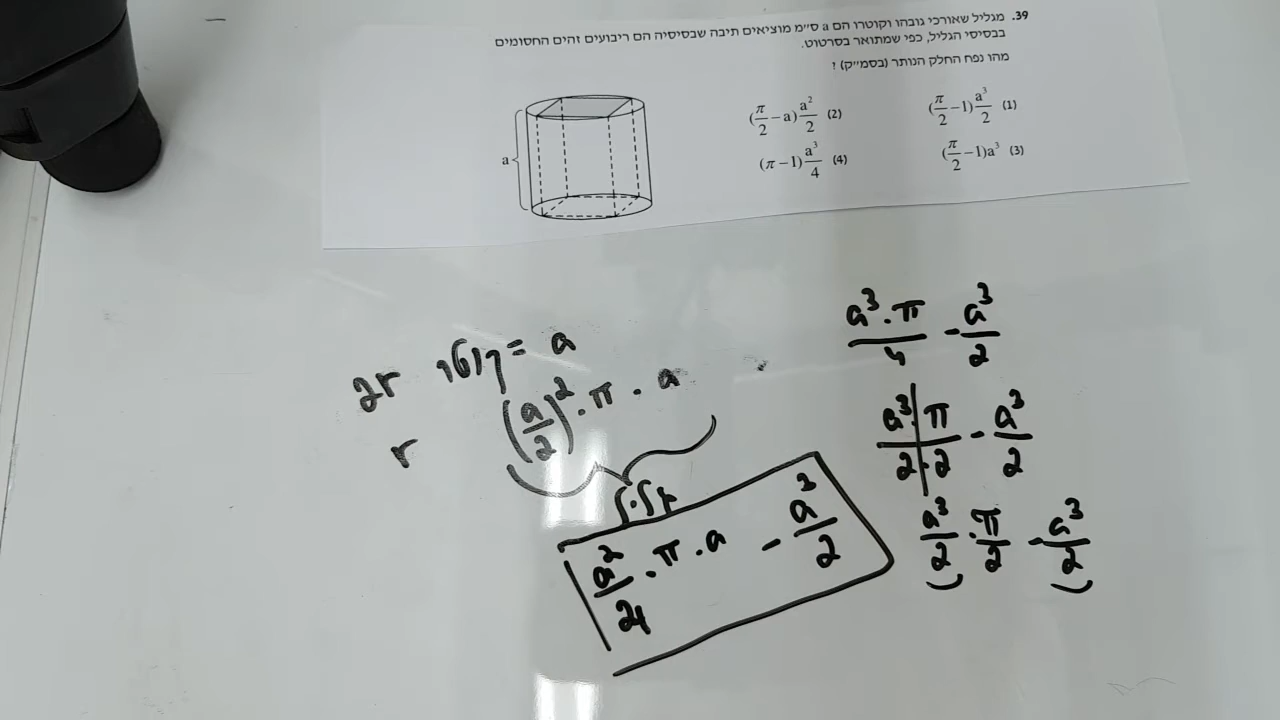 39. מגליל שאורכי גובהו וקוטרו הם a ס״מ מוציאים תיבה שבסיסיה הם ריבועים זהים החסומים
בבסיסי הגליל, כפי שמתואר בסרטוט.
מהו נפח החלק הנותר (בסמ״ק) ?
(1) (π/2 − 1) a³/2
(2) (π/2 − a) a²/2
(3) (π/2 − 1)a³
(4) (π − 1) a³/4
a
2r = a
r (a/2)² · π · a
a²/4 · π · a − a³/2
a³ · π/4 − a³/2
a³ · π/2·2 − a³/2
a³/2 · π/2 − a³/2